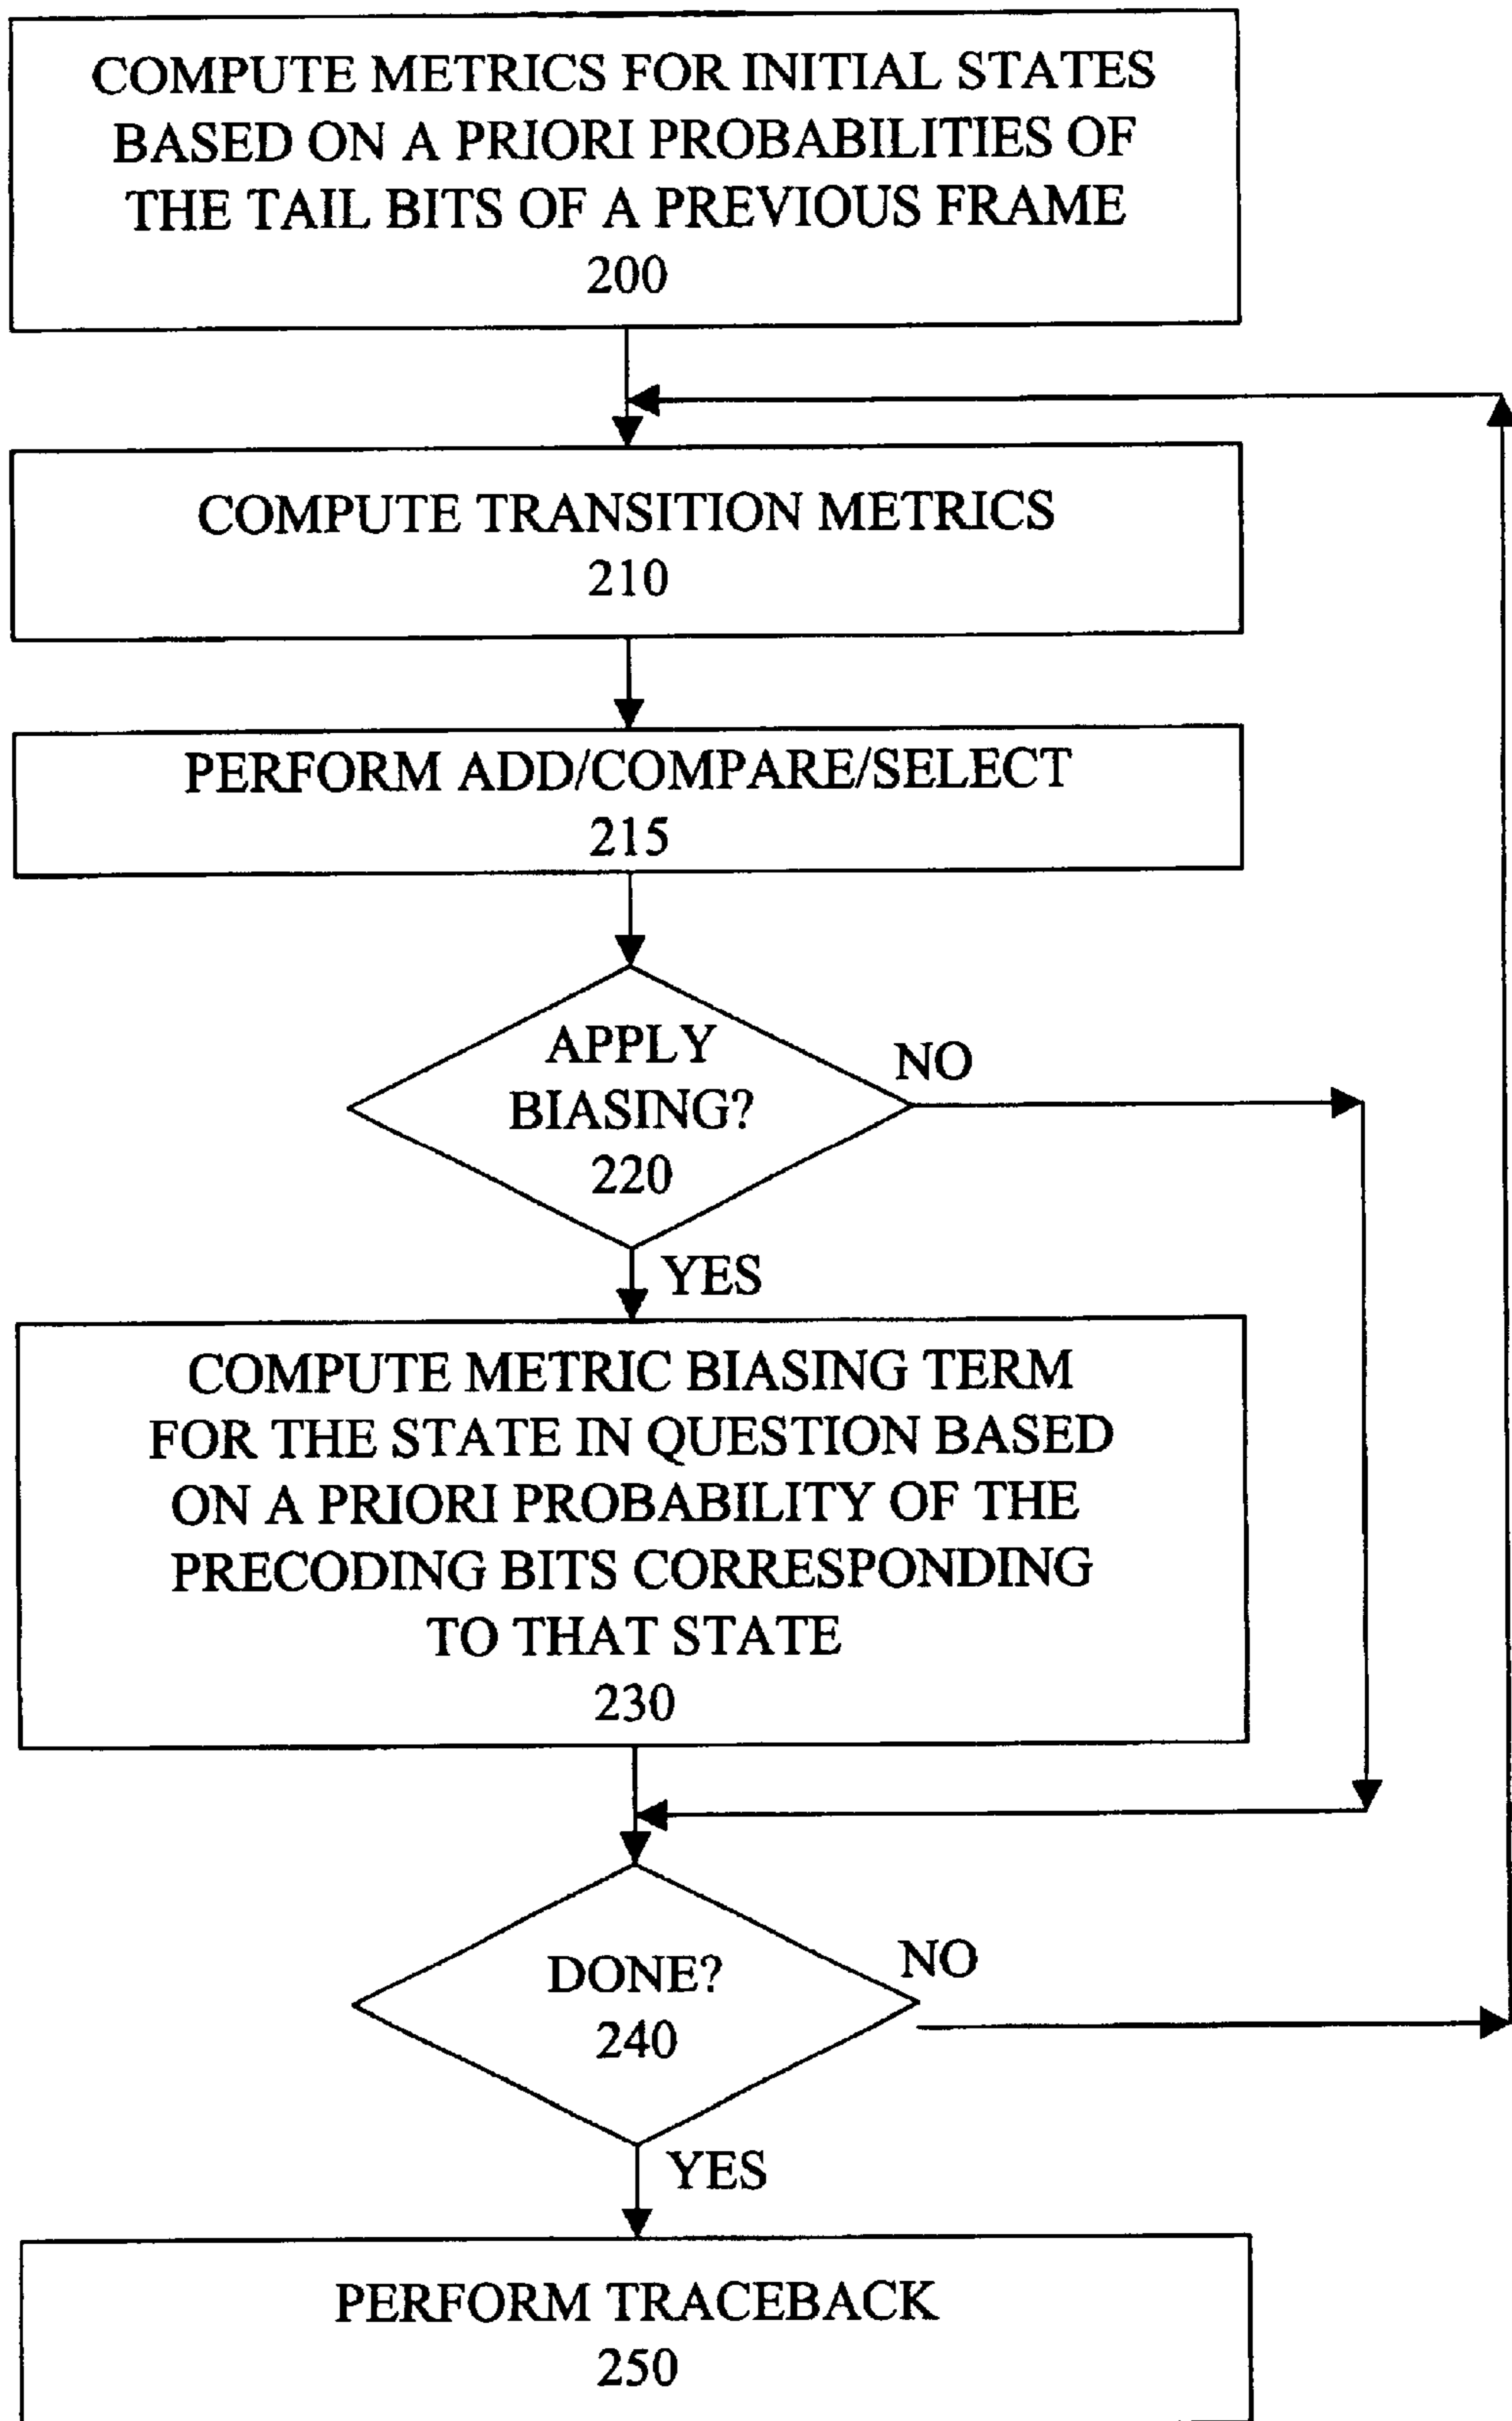 COMPUTE METRICS FOR INITIAL STATES
BASED ON A PRIORI PROBABILITIES OF
THE TAIL BITS OF A PREVIOUS FRAME
200
COMPUTE TRANSITION METRICS
210
PERFORM ADD/COMPARE/SELECT
215
APPLY
BIASING?
220
NO
YES
COMPUTE METRIC BIASING TERM
FOR THE STATE IN QUESTION BASED
ON A PRIORI PROBABILITY OF THE
PRECODING BITS CORRESPONDING
TO THAT STATE
230
DONE?
240
NO
YES
PERFORM TRACEBACK
250